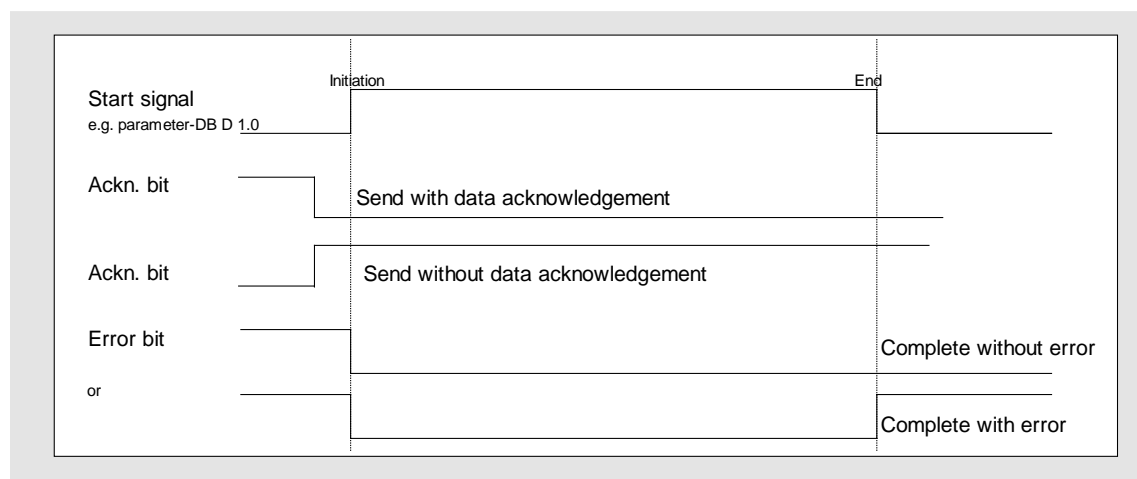 Initiation
End
Start signal
e.g. parameter-DB D 1.0
Ackn. bit
Send with data acknowledgement
Ackn. bit
Send without data acknowledgement
Error bit
Complete without error
or
Complete with error